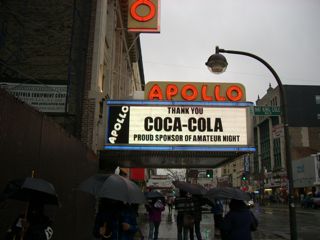 O
APOLLO
APOLLO
THANK YOU
COCA-COLA
PROUD SPONSOR OF AMATEUR NIGHT